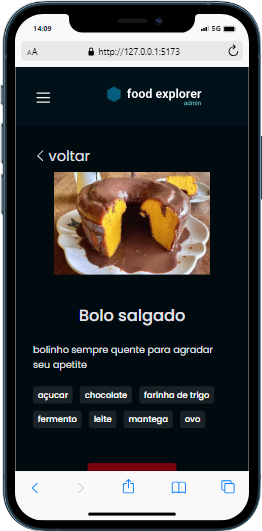 14:09
5G
AA http://127.0.0.1:5173
food explorer
admin
voltar
Bolo salgado
bolinho sempre quente para agradar
seu apetite
açucar chocolate farinha de trigo
fermento leite mantega ovo